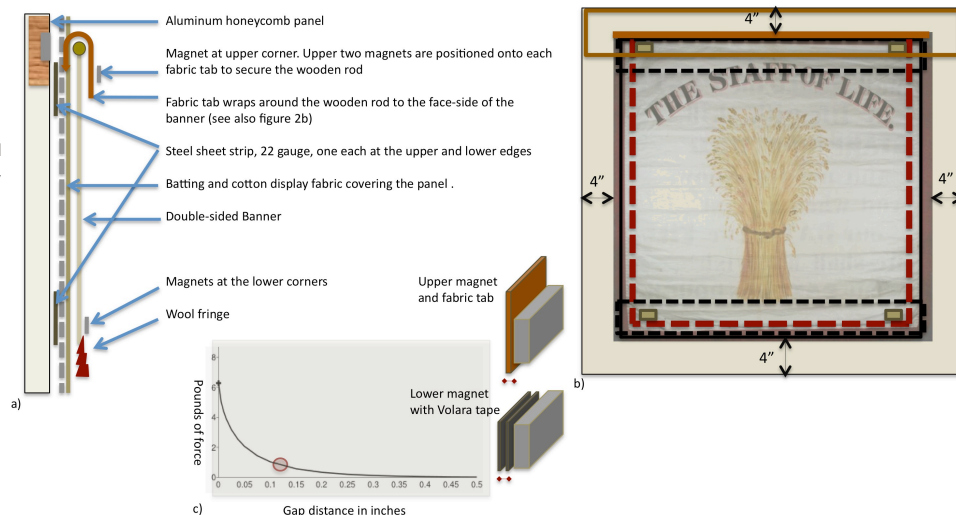 Aluminum honeycomb panel
Magnet at upper corner. Upper two magnets are positioned onto each
fabric tab to secure the wooden rod
Fabric tab wraps around the wooden rod to the face-side of the
banner (see also figure 2b)
Steel sheet strip, 22 gauge, one each at the upper and lower edges
Batting and cotton display fabric covering the panel .
Double-sided Banner
Magnets at the lower corners
Wool fringe
a)
Upper magnet
and fabric tab
Lower magnet
with Volara tape
Pounds of force
8
6
4
2
0
0 0.05 0.1 0.15 0.2 0.25 0.3 0.35 0.4 0.45 0.5
Gap distance in inches
c)
4”
THE STAFF OF LIFE.
4”
4”
4”
b)